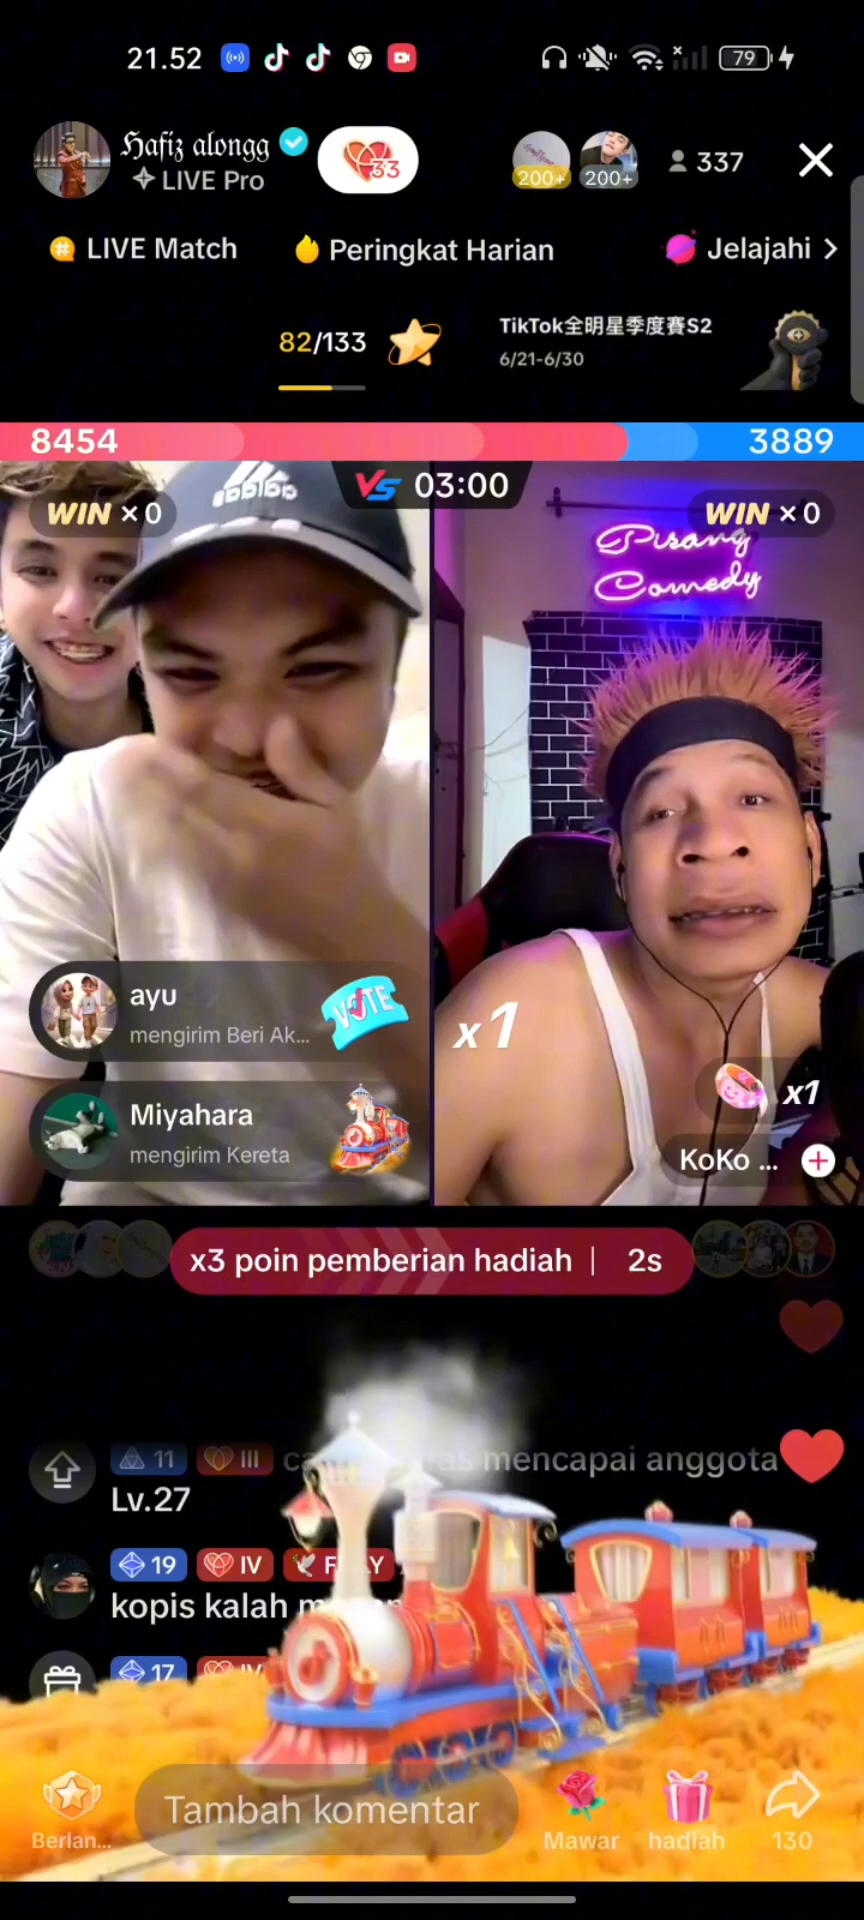 21.52
79
Hafiz alongg
LIVE Pro
33
200+
200+
337
LIVE Match
Peringkat Harian
Jelajahi
82/133
TikTok全明星季度賽S2
6/21-6/30
8454
3889
VS 03:00
WIN ×0
WIN ×0
adidas
Pisang
Comedy
ayu
mengirim Beri Ak...
VOTE
x1
Miyahara
mengirim Kereta
x1
KoKo ...
x3 poin pemberian hadiah | 2s
11 III
mencapai anggota
Lv.27
19 IV
kopis kalah
17 IV
Tambah komentar
Berlan...
Mawar
hadiah
130